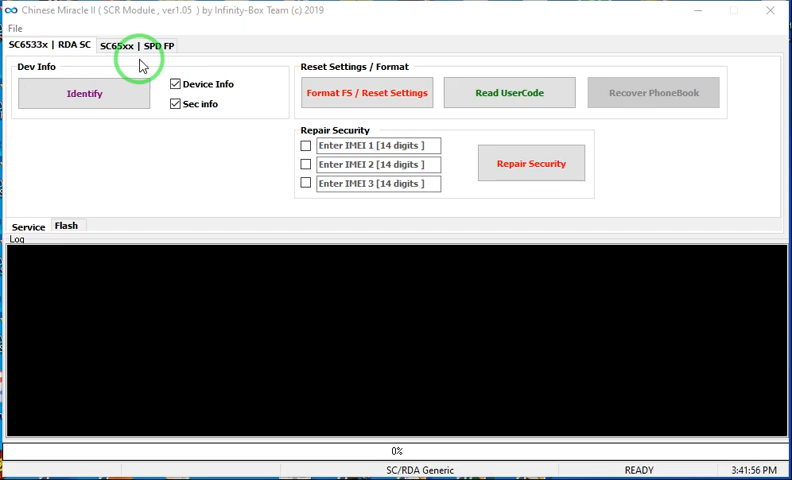 Chinese Miracle II ( SCR Module , ver1.05 ) by Infinity-Box Team (c) 2019
File
SC6533x | RDA SC
SC65xx | SPD FP
Dev Info
Identify
Device Info
Sec info
Reset Settings / Format
Format FS / Reset Settings
Read UserCode
Recover PhoneBook
Repair Security
Enter IMEI 1 [14 digits ]
Enter IMEI 2 [14 digits ]
Enter IMEI 3 [14 digits ]
Repair Security
Service
Flash
Log
0%
SC/RDA Generic
READY
3:41:56 PM